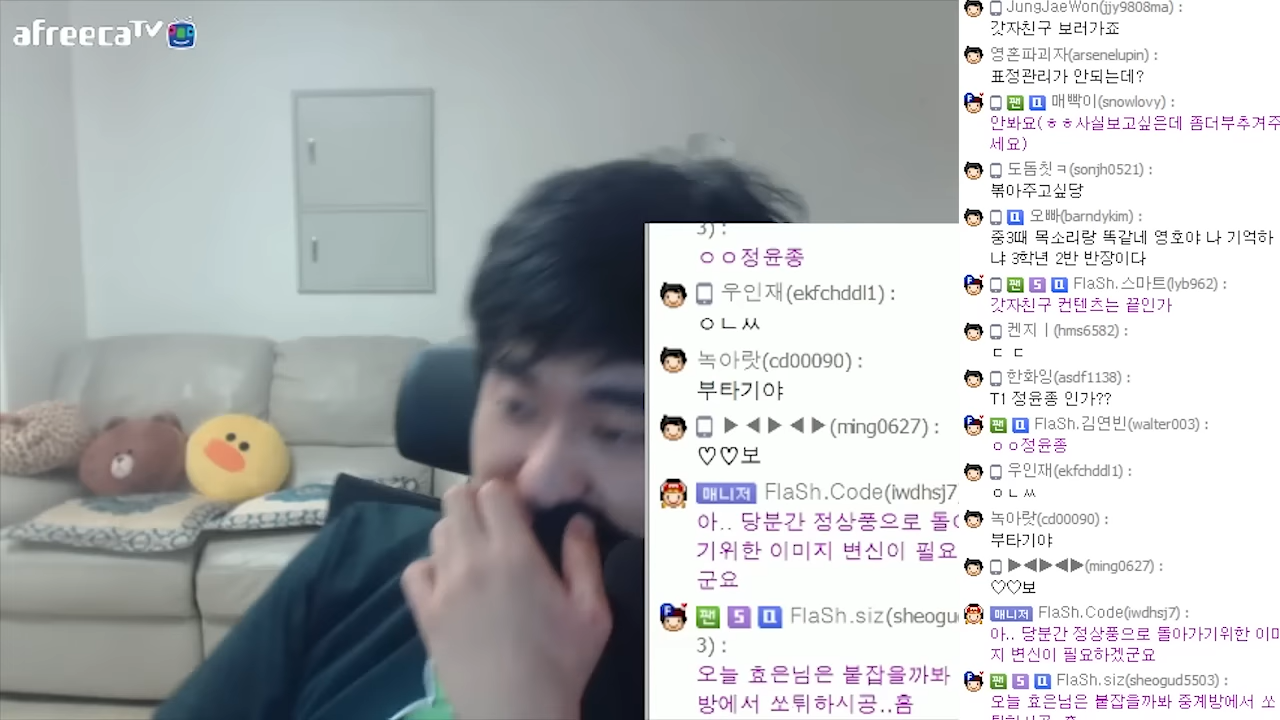 afreecaTV
3) :
ㅇㅇ정윤종
우인재(ekfchddl1) :
ㅇㄴㅆ
녹아랏(cd00090) :
부타기야
▶◀▶◀▶(ming0627) :
♡♡보
매니저 FlaSh.Code(iwdhsj7
아.. 당분간 정상풍으로 돌아
기위한 이미지 변신이 필요
군요
팬 S Q FlaSh.siz(sheogu
3) :
오늘 효은님은 붙잡을까봐
방에서 쏘튀하시공..흠
JungJaeWon(jjy9808ma) :
갓자친구 보러가죠
영혼파괴자(arsenelupin) :
표정관리가 안되는데?
팬 Q 매빡이(snowlovy) :
안봐요(ㅎㅎ사실보고싶은데 좀더부추겨주
세요)
도돔칫ㅋ(sonjh0521) :
볶아주고싶당
Q 오빠(barndykim) :
중3때 목소리랑 똑같네 영호야 나 기억하
냐 3학년 2반 반장이다
팬 S Q FlaSh.스마트(lyb962) :
갓자친구 컨텐츠는 끝인가
켄지ㅣ(hms6582) :
ㄷ ㄷ
한화잉(asdf1138) :
T1 정윤종 인가??
팬 Q FlaSh.김연빈(walter003) :
ㅇㅇ정윤종
우인재(ekfchddl1) :
ㅇㄴㅆ
녹아랏(cd00090) :
부타기야
▶◀▶◀▶(ming0627) :
♡♡보
매니저 FlaSh.Code(iwdhsj7) :
아.. 당분간 정상풍으로 돌아가기위한 이미
지 변신이 필요하겠군요
팬 S Q FlaSh.siz(sheogud5503) :
오늘 효은님은 붙잡을까봐 중계방에서 쏘